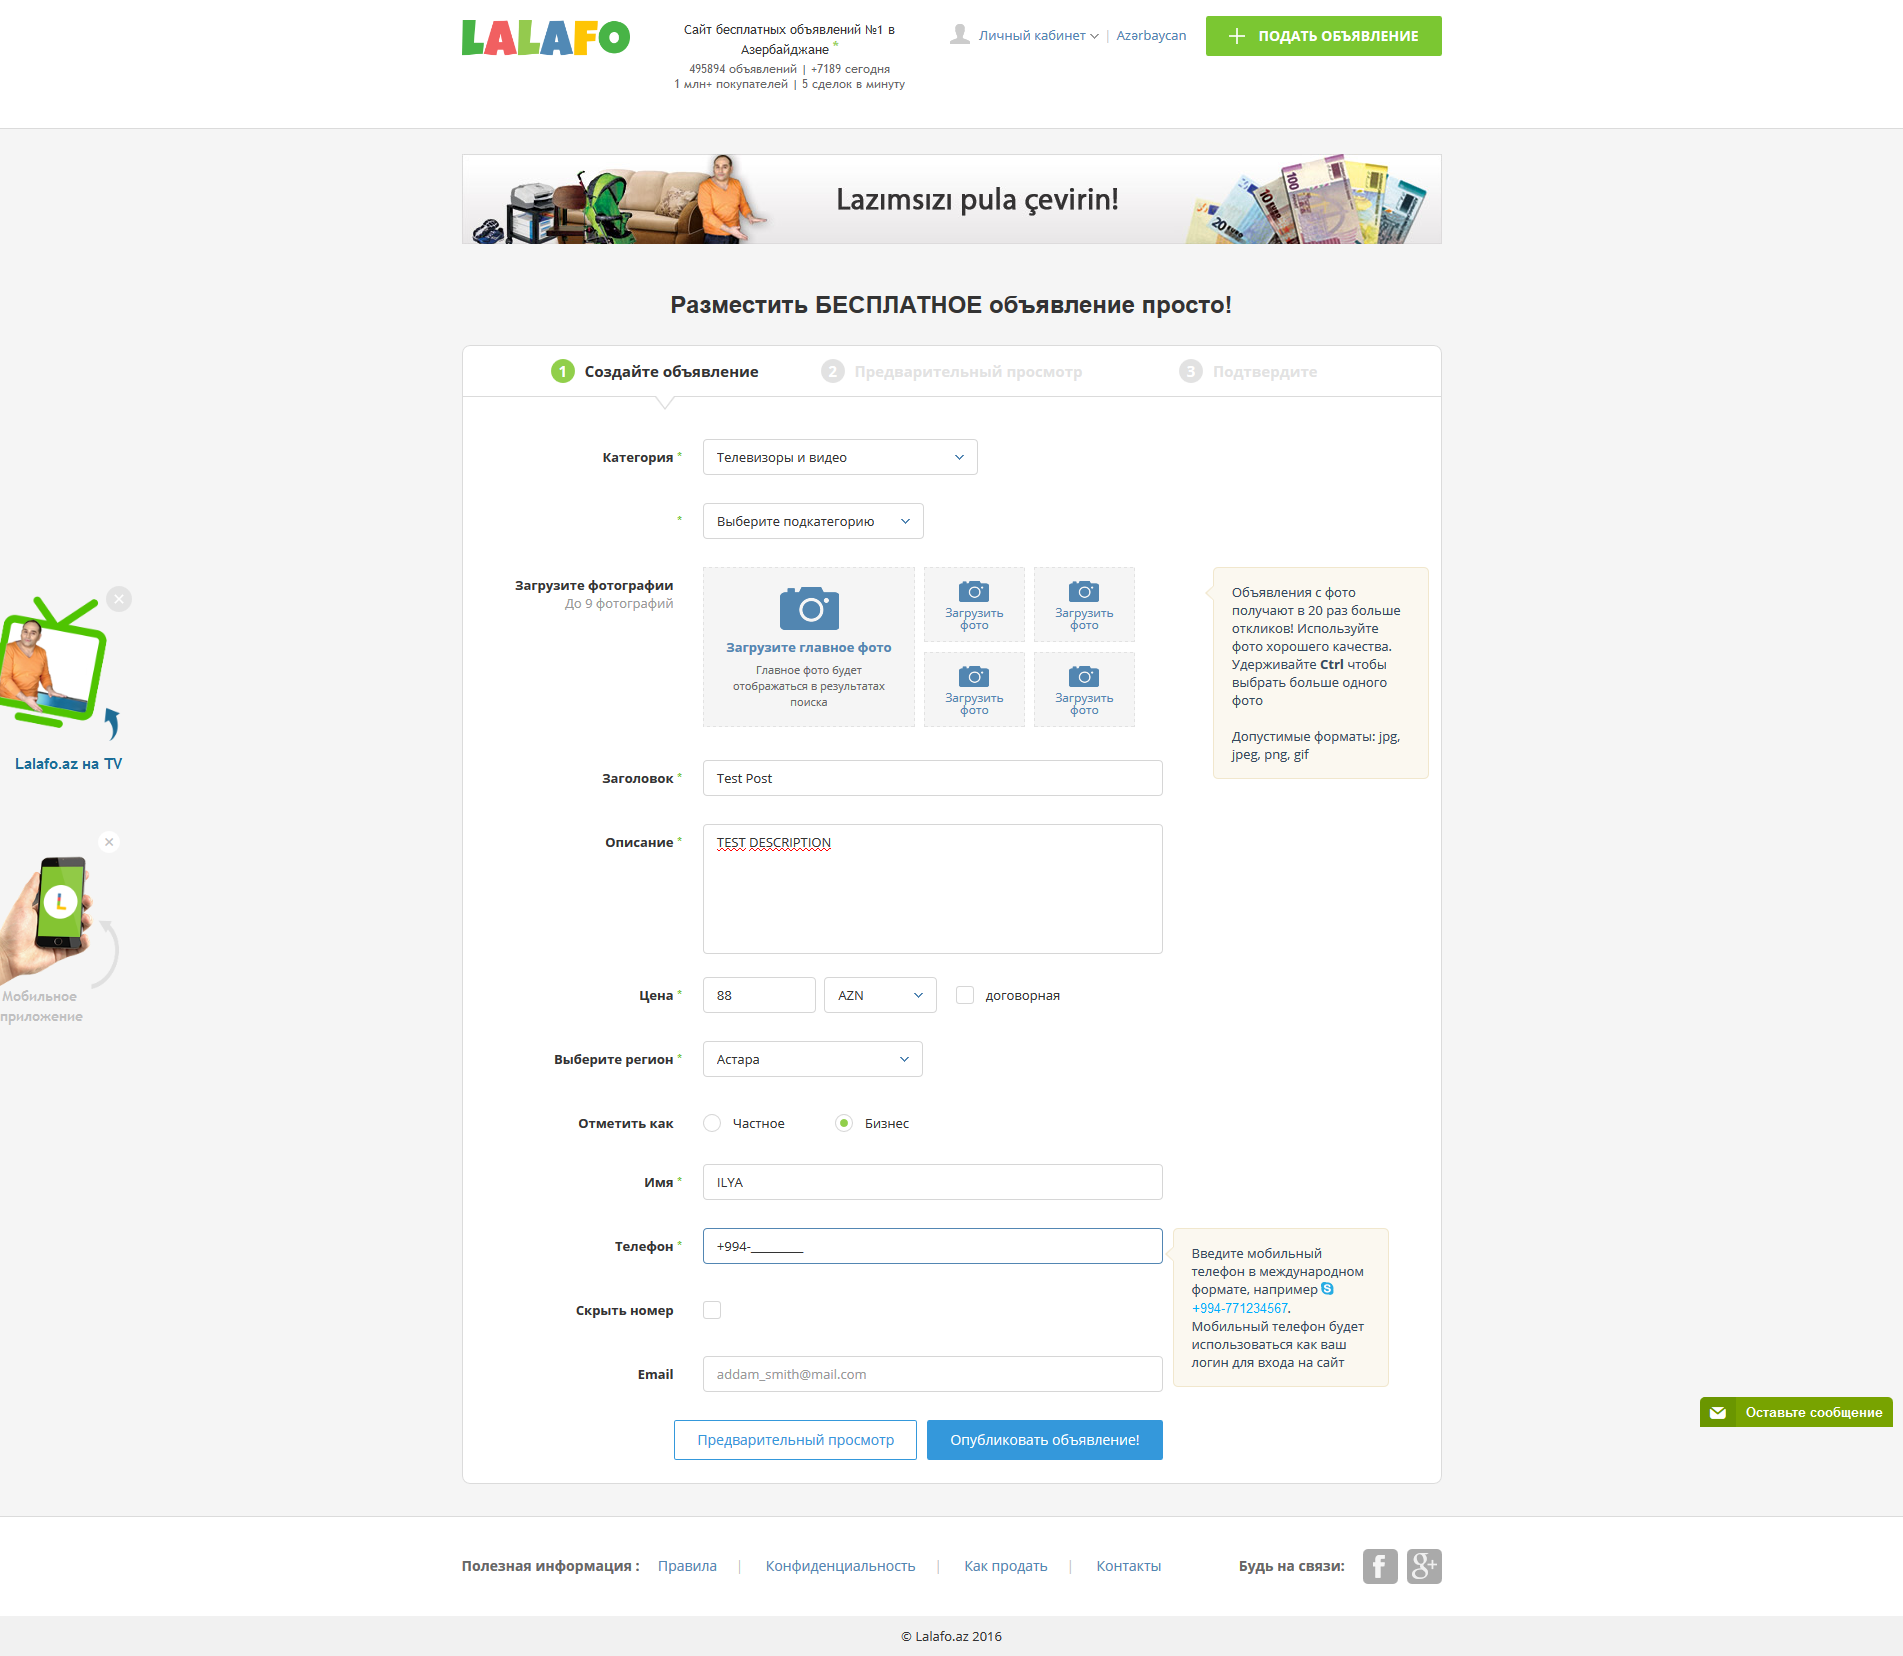 LALAFO
Сайт бесплатных объявлений №1 в
Азербайджане *
495894 объявлений | +7189 сегодня
1 млн+ покупателей | 5 сделок в минуту
Личный кабинет | Azərbaycan
ПОДАТЬ ОБЪЯВЛЕНИЕ
Lazımsızı pula çevirin!
Разместить БЕСПЛАТНОЕ объявление просто!
1 Создайте объявление
2 Предварительный просмотр
3 Подтвердите
Категория *
Телевизоры и видео
*
Выберите подкатегорию
Загрузите фотографии
До 9 фотографий
Загрузите главное фото
Главное фото будет
отображаться в результатах
поиска
Загрузить
фото
Загрузить
фото
Загрузить
фото
Загрузить
фото
Объявления с фото
получают в 20 раз больше
откликов! Используйте
фото хорошего качества.
Удерживайте Ctrl чтобы
выбрать больше одного
фото
Допустимые форматы: jpg,
jpeg, png, gif
Lalafo.az на TV
Заголовок *
Test Post
Описание *
TEST DESCRIPTION
L
Мобильное
приложение
Цена *
88
AZN
договорная
Выберите регион *
Астара
Отметить как
Частное
Бизнес
Имя *
ILYA
Телефон *
+994-_________
Введите мобильный
телефон в международном
формате, например
+994-771234567.
Мобильный телефон будет
использоваться как ваш
логин для входа на сайт
Скрыть номер
Email
addam_smith@mail.com
Предварительный просмотр
Опубликовать объявление!
Оставьте сообщение
Полезная информация : Правила | Конфиденциальность | Как продать | Контакты
Будь на связи:
© Lalafo.az 2016